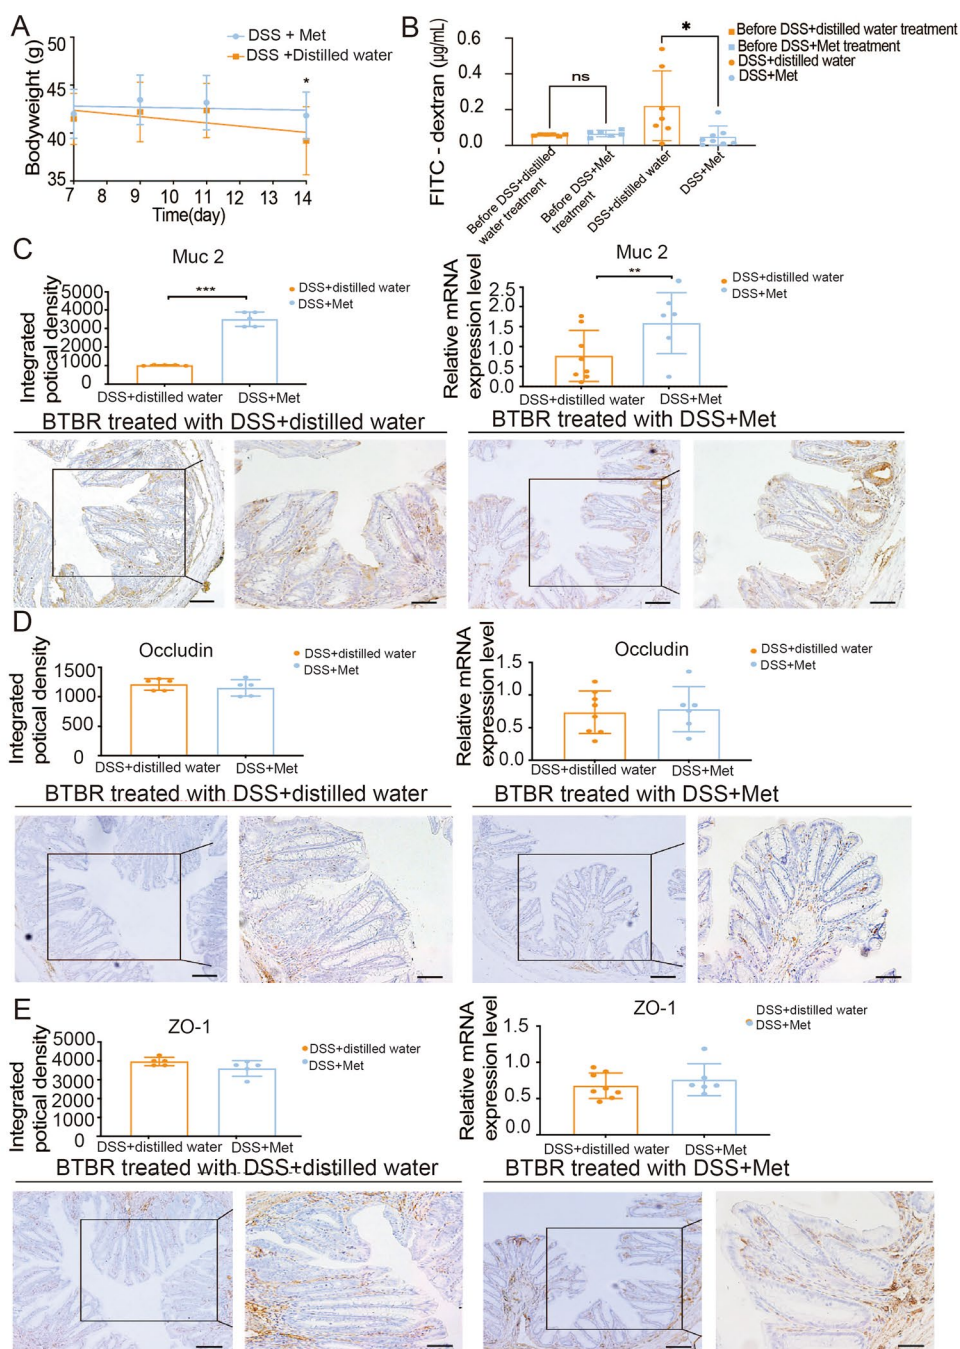 A
50
45
40
35
7
8
9
10
11
12
13
14
Bodyweight (g)
Time(day)
DSS + Met
DSS +Distilled water
*
B
FITC - dextran (µg/mL)
0.6
0.4
0.2
0.0
ns
*
Before DSS+distilled
water treatment
Before DSS+Met
treatment
DSS+distilled water
DSS+Met
Before DSS+distilled water treatment
Before DSS+Met treatment
DSS+distilled water
DSS+Met
C
Muc 2
Integrated
potical density
5000
4000
3000
2000
1000
0
***
DSS+distilled water
DSS+Met
DSS+distilled water
DSS+Met
Muc 2
Relative mRNA
expression level
2.5
2.0
1.5
1.0
0.5
0.0
**
DSS+distilled water
DSS+Met
DSS+distilled water
DSS+Met
BTBR treated with DSS+distilled water
BTBR treated with DSS+Met
D
Occludin
Integrated
potical density
1500
1000
500
0
DSS+distilled water
DSS+Met
DSS+distilled water
DSS+Met
Occludin
Relative mRNA
expression level
1.5
1.0
0.5
0.0
DSS+distilled water
DSS+Met
DSS+distilled water
DSS+Met
BTBR treated with DSS+distilled water
BTBR treated with DSS+Met
E
ZO-1
Integrated
potical density
5000
4000
3000
2000
1000
0
DSS+distilled water
DSS+Met
DSS+distilled water
DSS+Met
ZO-1
Relative mRNA
expression level
1.5
1.0
0.5
0.0
DSS+distilled water
DSS+Met
DSS+distilled water
DSS+Met
BTBR treated with DSS+distilled water
BTBR treated with DSS+Met